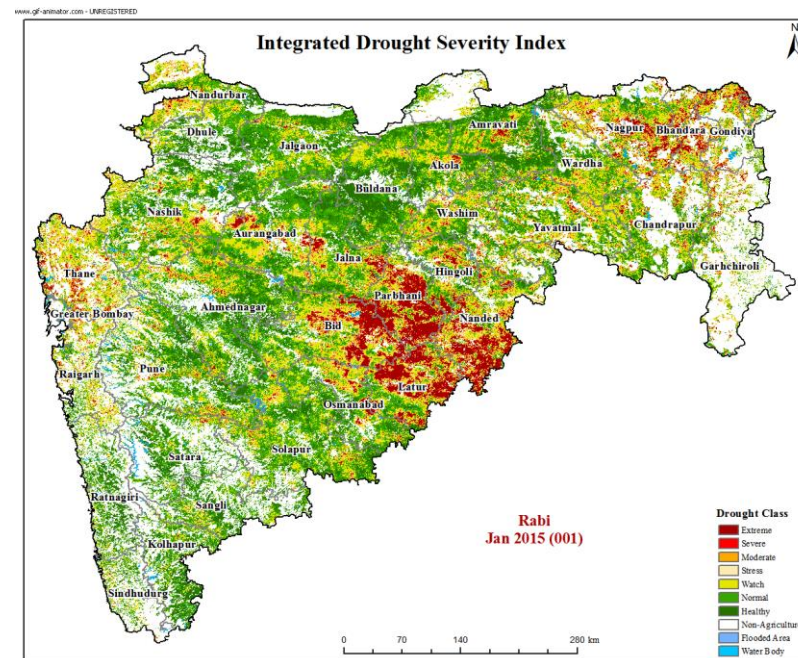 www.gif-animator.com - UNREGISTERED
Integrated Drought Severity Index
N
Nandurbar
Dhule
Jalgaon
Amravati
Nagpur
Bhandara
Gondiya
Akola
Wardha
Buldana
Nashik
Washim
Aurangabad
Yavatmal
Chandrapur
Jalna
Hingoli
Garhchiroli
Thane
Parbhani
Ahmednagar
Greater Bombay
Bid
Nanded
Raigarh
Pune
Latur
Osmanabad
Satara
Solapur
Ratnagiri
Sangli
Kolhapur
Sindhudurg
Rabi
Jan 2015 (001)
Drought Class
Extreme
Severe
Moderate
Stress
Watch
Normal
Healthy
Non-Agriculture
Flooded Area
Water Body
0 70 140 280 km